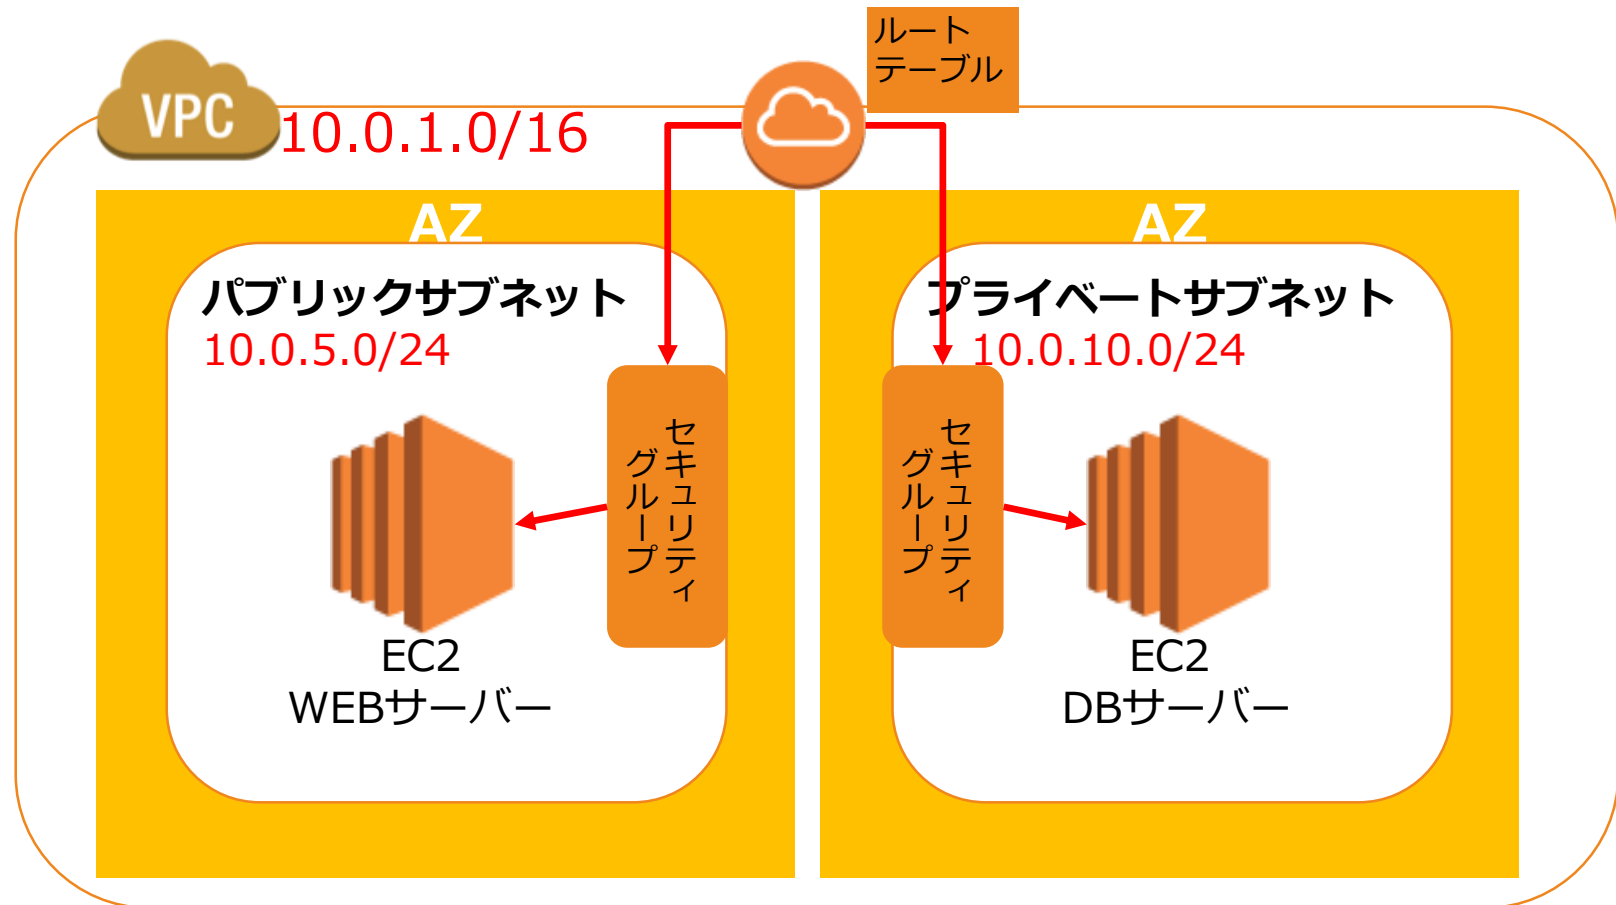 ルート
テーブル
VPC
10.0.1.0/16
AZ
パブリックサブネット
10.0.5.0/24
セキュリティ
グループ
EC2
WEBサーバー
AZ
プライベートサブネット
10.0.10.0/24
セキュリティ
グループ
EC2
DBサーバー